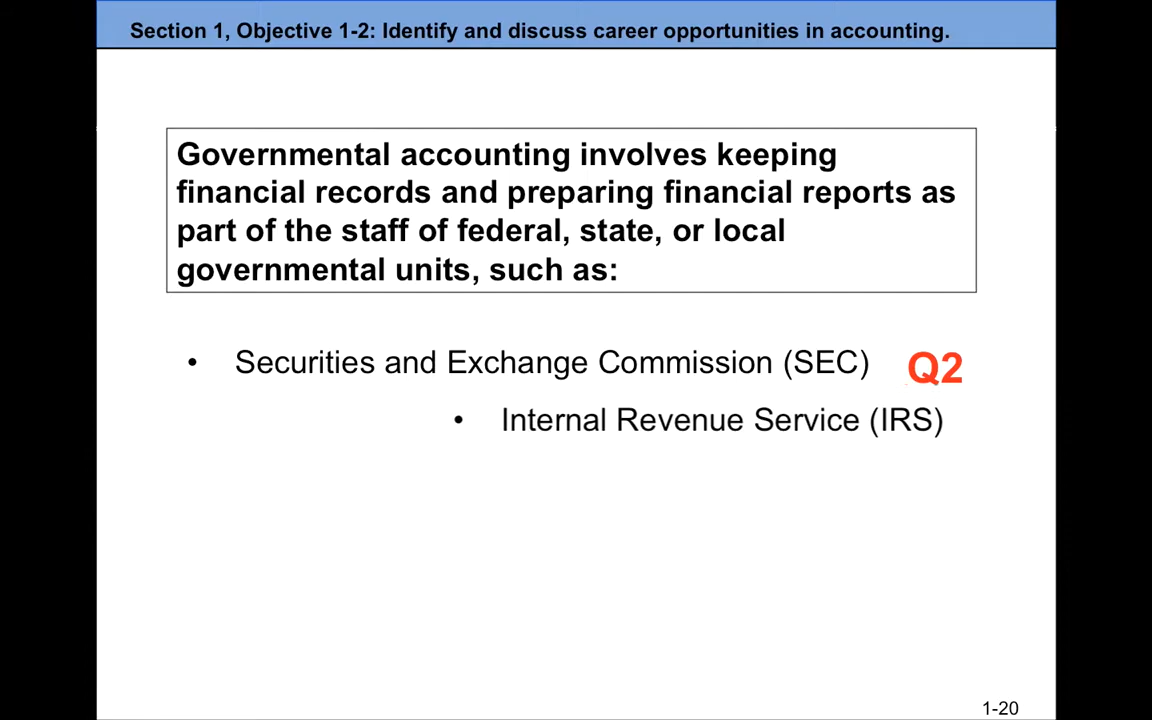 Section 1, Objective 1-2: Identify and discuss career opportunities in accounting.
Governmental accounting involves keeping
financial records and preparing financial reports as
part of the staff of federal, state, or local
governmental units, such as:
• Securities and Exchange Commission (SEC) Q2
• Internal Revenue Service (IRS)
1-20